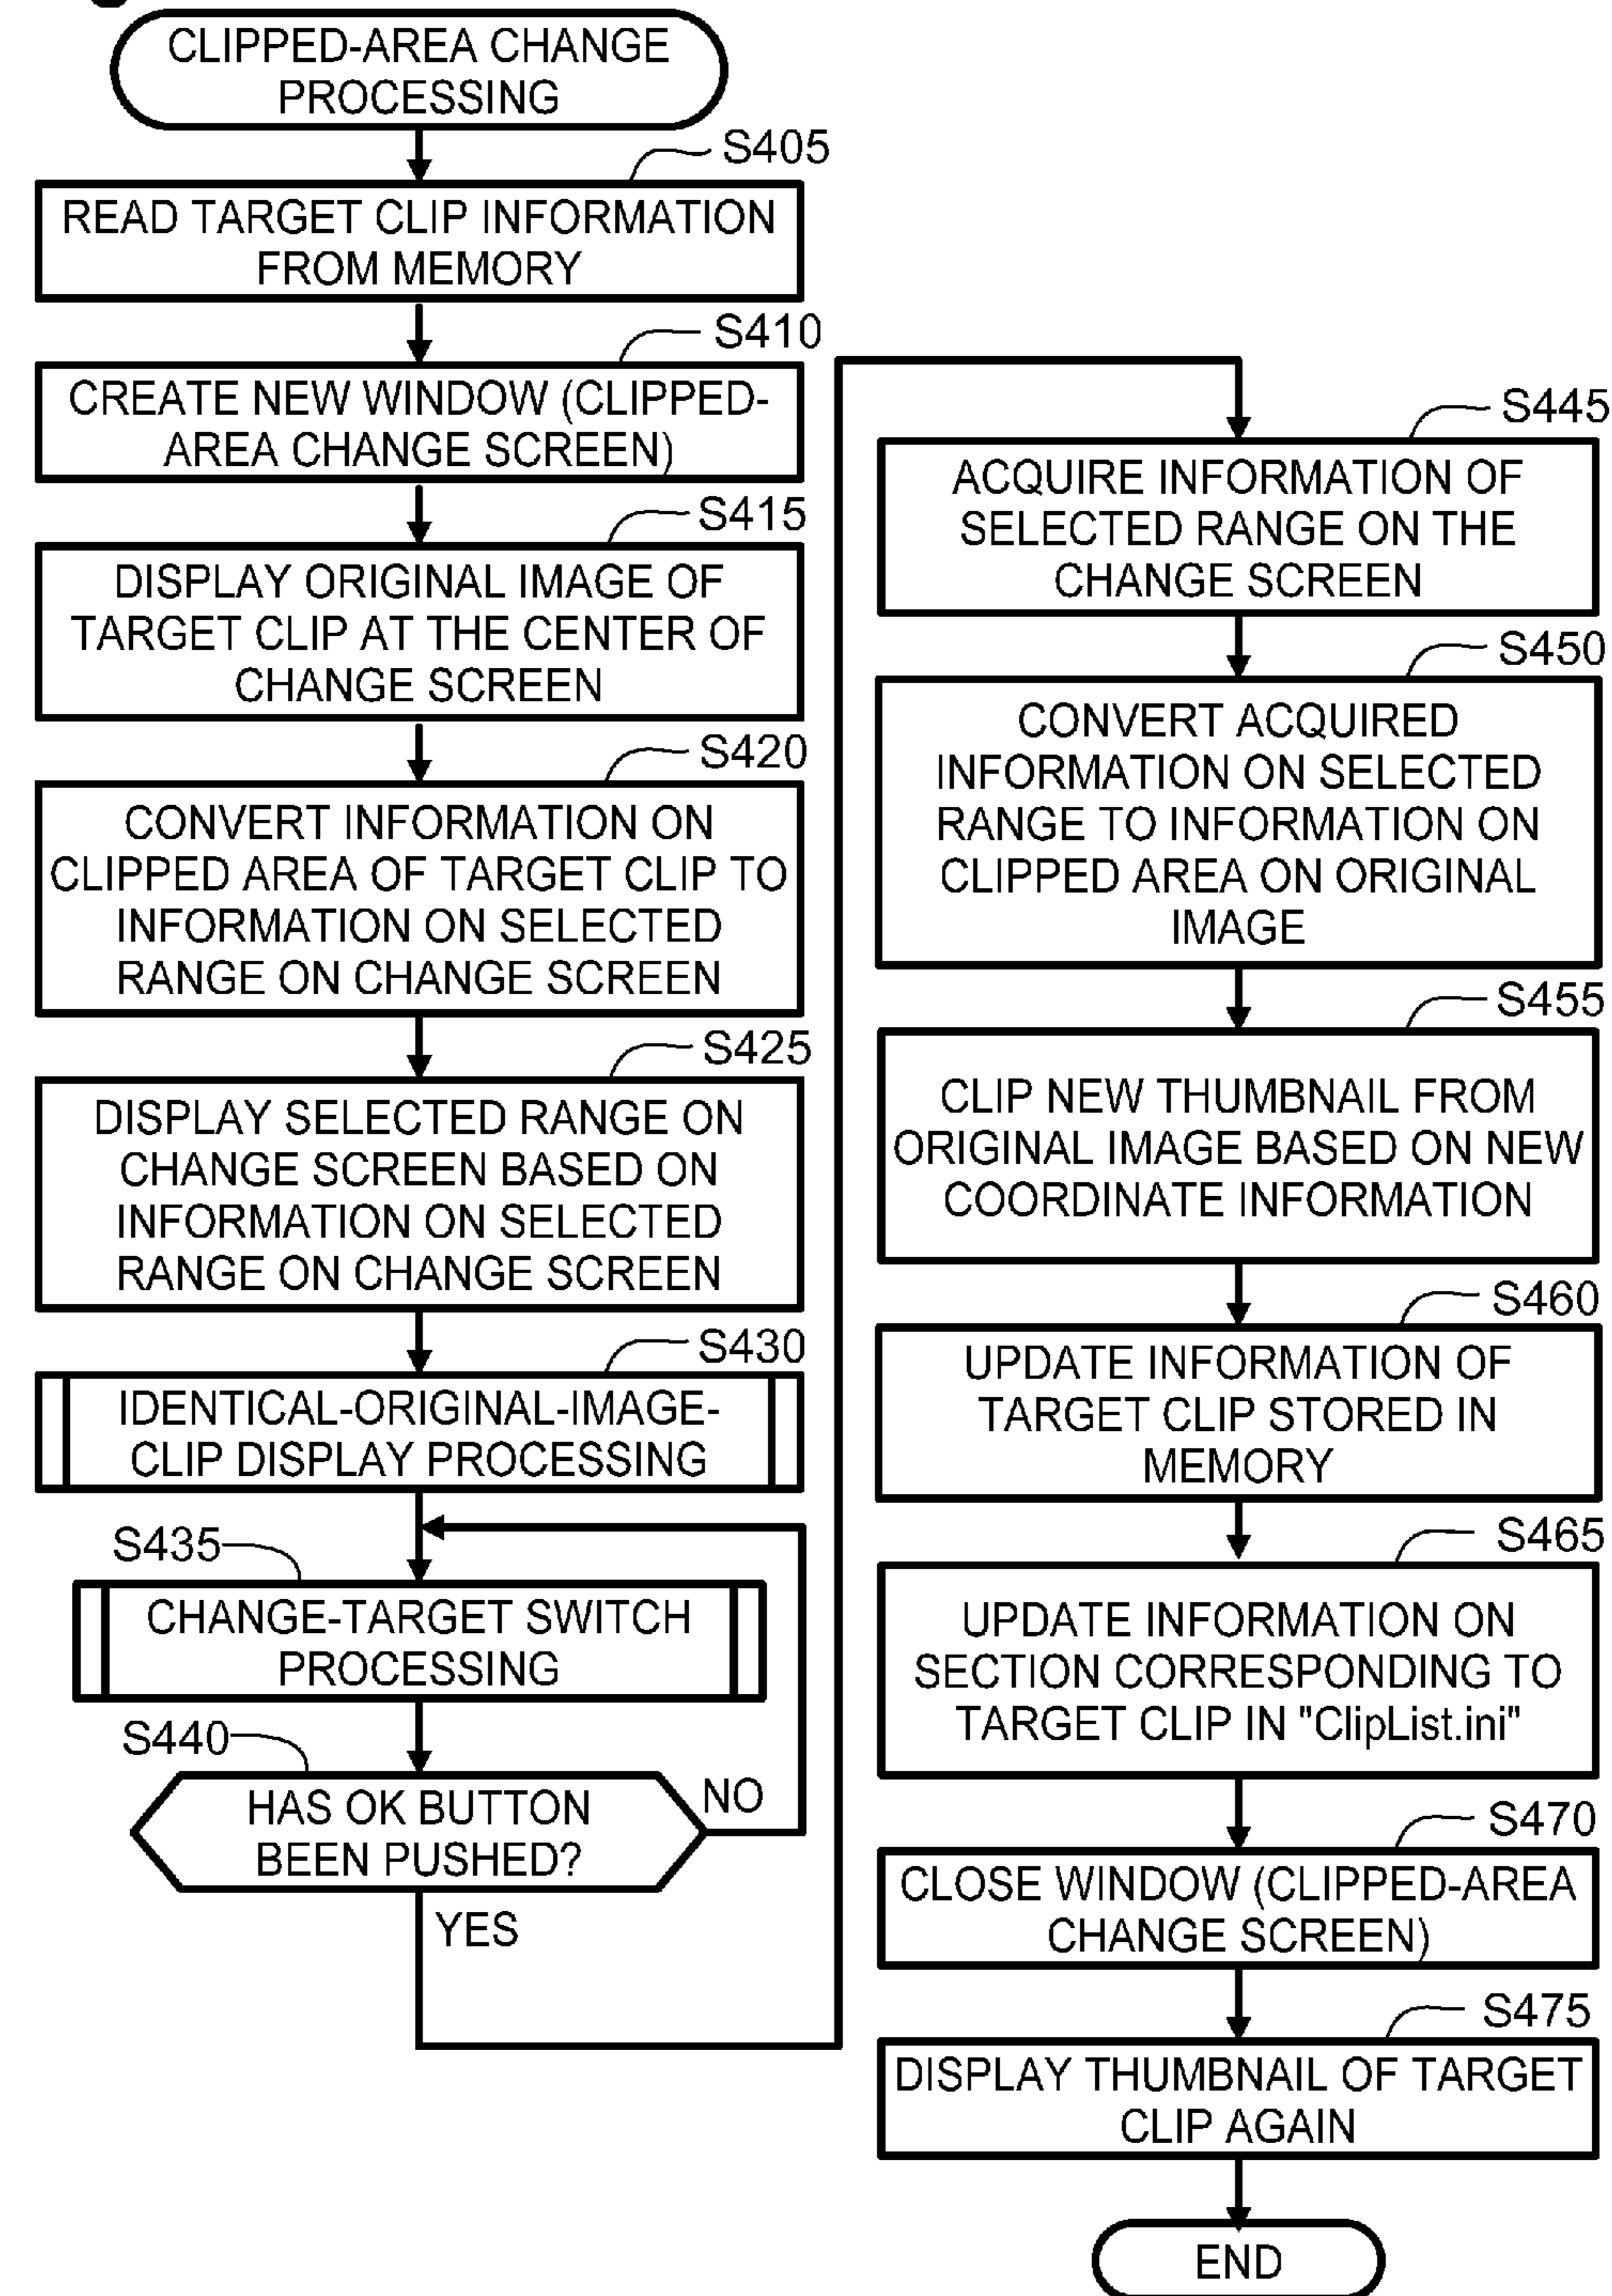 CLIPPED-AREA CHANGE
PROCESSING
S405
READ TARGET CLIP INFORMATION
FROM MEMORY
S410
CREATE NEW WINDOW (CLIPPED-
AREA CHANGE SCREEN)
S415
DISPLAY ORIGINAL IMAGE OF
TARGET CLIP AT THE CENTER OF
CHANGE SCREEN
S420
CONVERT INFORMATION ON
CLIPPED AREA OF TARGET CLIP TO
INFORMATION ON SELECTED
RANGE ON CHANGE SCREEN
S425
DISPLAY SELECTED RANGE ON
CHANGE SCREEN BASED ON
INFORMATION ON SELECTED
RANGE ON CHANGE SCREEN
S430
IDENTICAL-ORIGINAL-IMAGE-
CLIP DISPLAY PROCESSING
S435
CHANGE-TARGET SWITCH
PROCESSING
S440
HAS OK BUTTON
BEEN PUSHED?
NO
YES
S445
ACQUIRE INFORMATION OF
SELECTED RANGE ON THE
CHANGE SCREEN
S450
CONVERT ACQUIRED
INFORMATION ON SELECTED
RANGE TO INFORMATION ON
CLIPPED AREA ON ORIGINAL
IMAGE
S455
CLIP NEW THUMBNAIL FROM
ORIGINAL IMAGE BASED ON NEW
COORDINATE INFORMATION
S460
UPDATE INFORMATION OF
TARGET CLIP STORED IN
MEMORY
S465
UPDATE INFORMATION ON
SECTION CORRESPONDING TO
TARGET CLIP IN "ClipList.ini"
S470
CLOSE WINDOW (CLIPPED-AREA
CHANGE SCREEN)
S475
DISPLAY THUMBNAIL OF TARGET
CLIP AGAIN
END